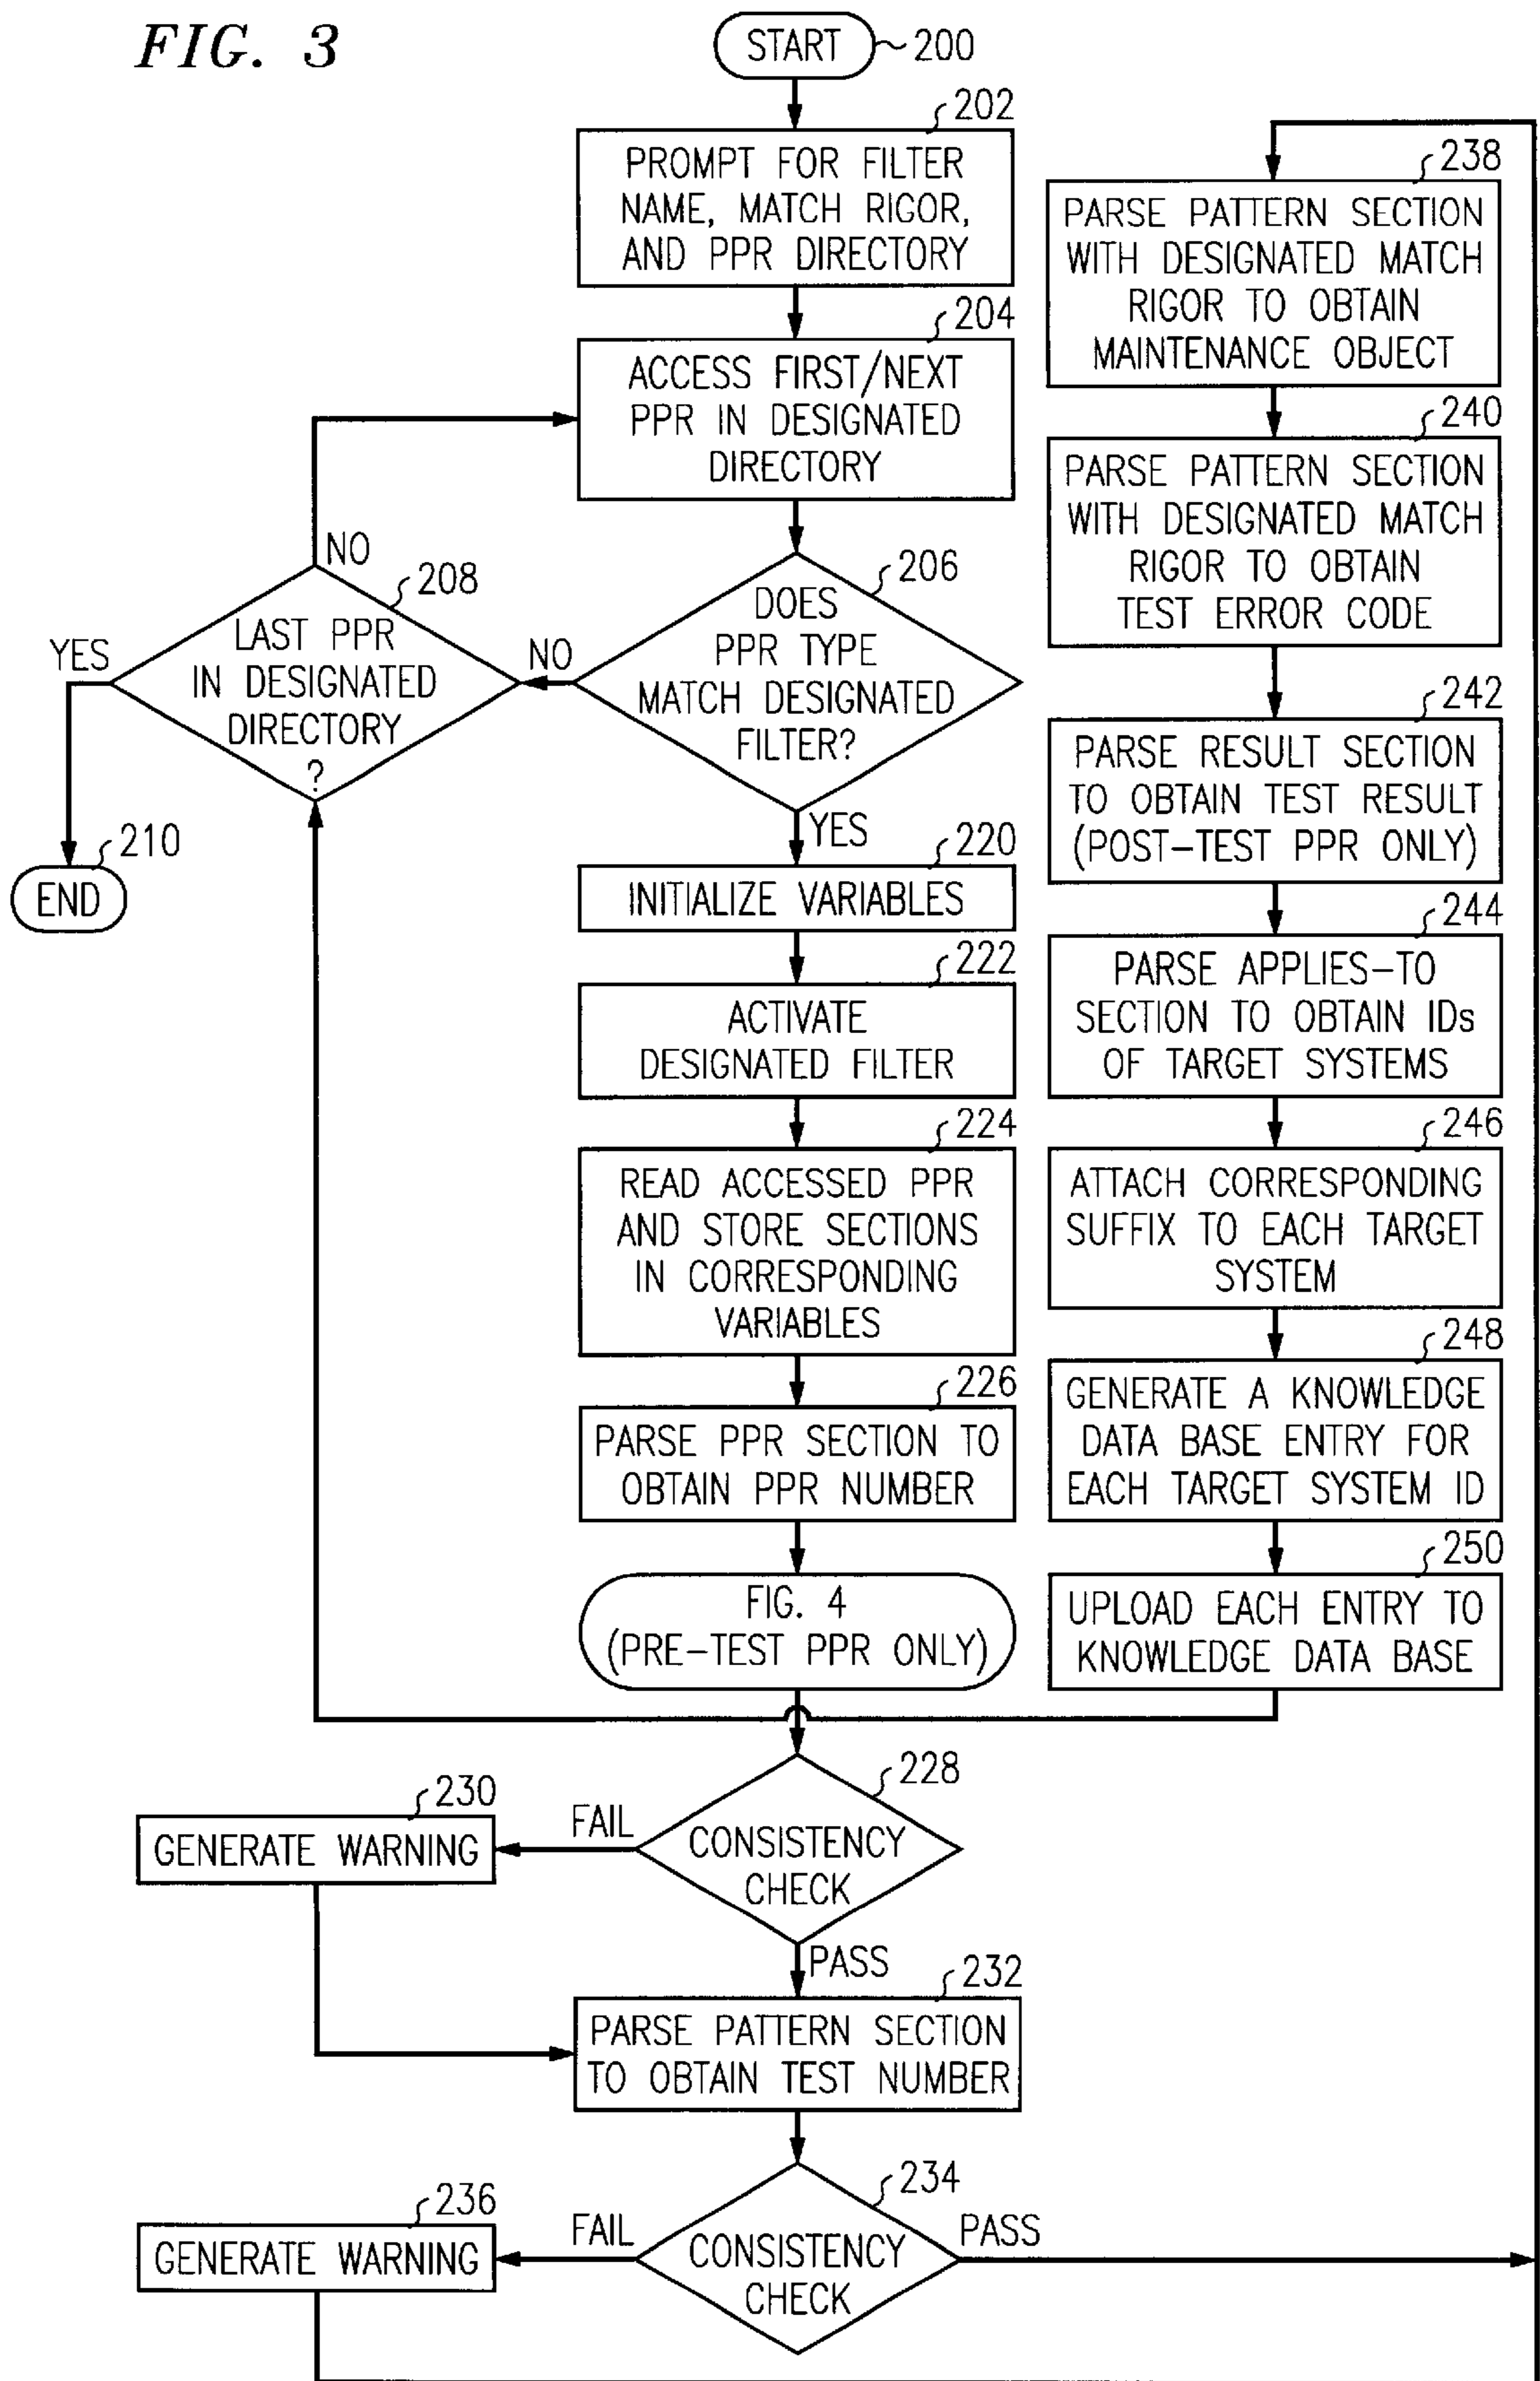 FIG. 3
START
200
202
PROMPT FOR FILTER
NAME, MATCH RIGOR,
AND PPR DIRECTORY
204
ACCESS FIRST/NEXT
PPR IN DESIGNATED
DIRECTORY
206
DOES
PPR TYPE
MATCH DESIGNATED
FILTER?
NO
YES
208
LAST PPR
IN DESIGNATED
DIRECTORY
?
NO
YES
210
END
220
INITIALIZE VARIABLES
222
ACTIVATE
DESIGNATED FILTER
224
READ ACCESSED PPR
AND STORE SECTIONS
IN CORRESPONDING
VARIABLES
226
PARSE PPR SECTION TO
OBTAIN PPR NUMBER
FIG. 4
(PRE-TEST PPR ONLY)
228
CONSISTENCY
CHECK
FAIL
PASS
230
GENERATE WARNING
232
PARSE PATTERN SECTION
TO OBTAIN TEST NUMBER
234
CONSISTENCY
CHECK
FAIL
PASS
236
GENERATE WARNING
238
PARSE PATTERN SECTION
WITH DESIGNATED MATCH
RIGOR TO OBTAIN
MAINTENANCE OBJECT
240
PARSE PATTERN SECTION
WITH DESIGNATED MATCH
RIGOR TO OBTAIN
TEST ERROR CODE
242
PARSE RESULT SECTION
TO OBTAIN TEST RESULT
(POST-TEST PPR ONLY)
244
PARSE APPLIES-TO
SECTION TO OBTAIN IDs
OF TARGET SYSTEMS
246
ATTACH CORRESPONDING
SUFFIX TO EACH TARGET
SYSTEM
248
GENERATE A KNOWLEDGE
DATA BASE ENTRY FOR
EACH TARGET SYSTEM ID
250
UPLOAD EACH ENTRY TO
KNOWLEDGE DATA BASE